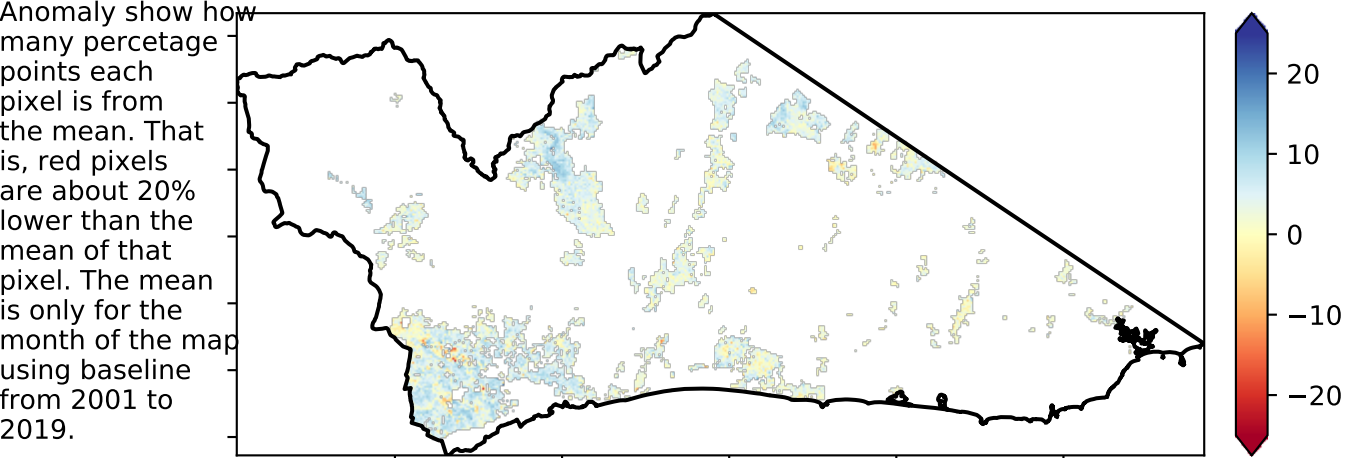 Anomaly show how
many percetage
points each
pixel is from
the mean. That
is, red pixels
are about 20%
lower than the
mean of that
pixel. The mean
is only for the
month of the map
using baseline
from 2001 to
2019.
20
10
0
−10
−20